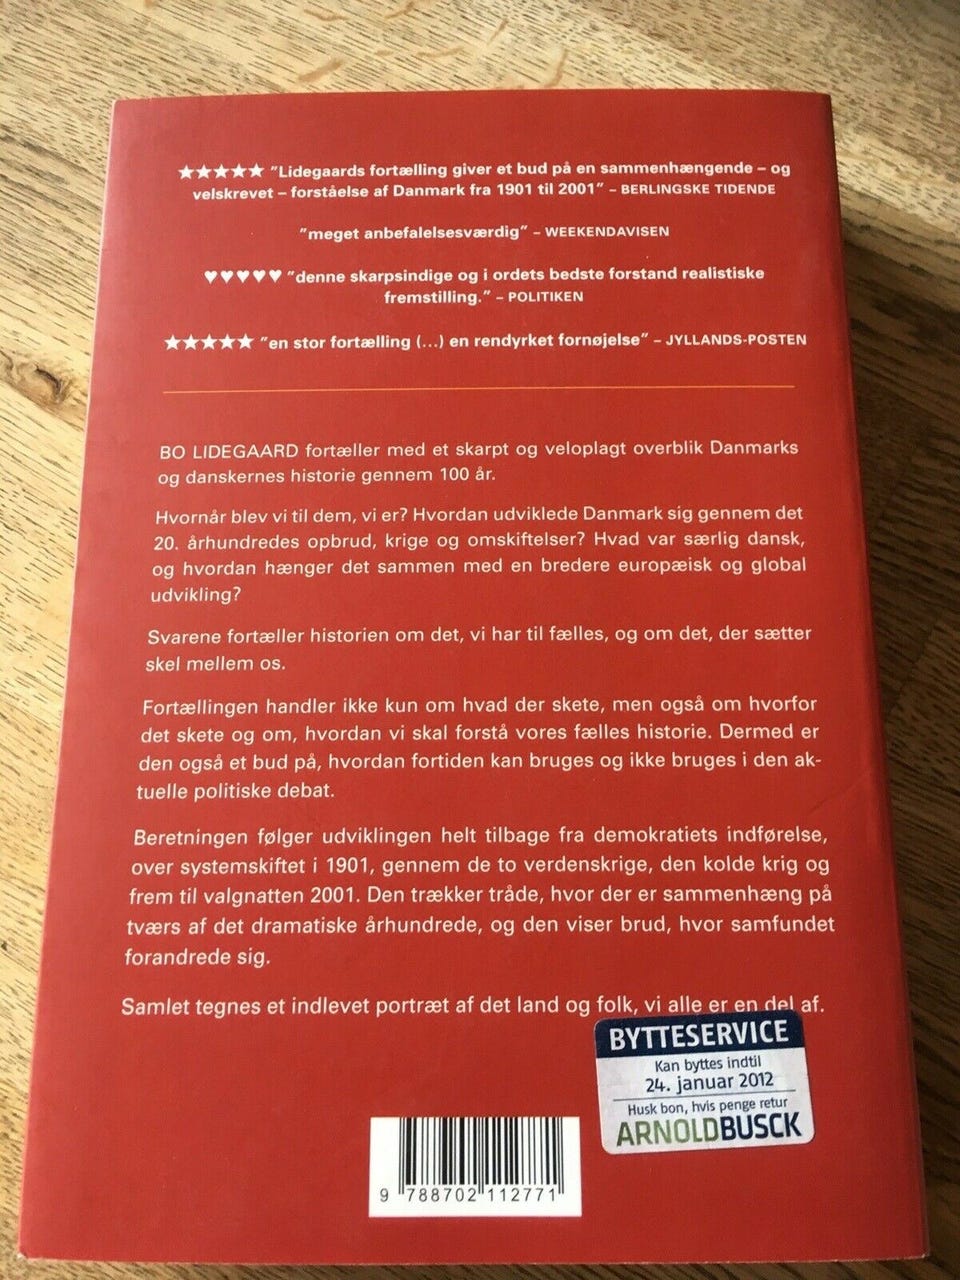 ★★★★★ "Lidegaards fortælling giver et bud på en sammenhængende – og
velskrevet – forståelse af Danmark fra 1901 til 2001" – BERLINGSKE TIDENDE
"meget anbefalelsesværdig" – WEEKENDAVISEN
♥♥♥♥♥ "denne skarpsindige og i ordets bedste forstand realistiske
fremstilling." – POLITIKEN
★★★★★ "en stor fortælling (...) en rendyrket fornøjelse" – JYLLANDS-POSTEN
BO LIDEGAARD fortæller med et skarpt og veloplagt overblik Danmarks
og danskernes historie gennem 100 år.
Hvornår blev vi til dem, vi er? Hvordan udviklede Danmark sig gennem det
20. århundredes opbrud, krige og omskiftelser? Hvad var særlig dansk,
og hvordan hænger det sammen med en bredere europæisk og global
udvikling?
Svarene fortæller historien om det, vi har til fælles, og om det, der sætter
skel mellem os.
Fortællingen handler ikke kun om hvad der skete, men også om hvorfor
det skete og om, hvordan vi skal forstå vores fælles historie. Dermed er
den også et bud på, hvordan fortiden kan bruges og ikke bruges i den ak-
tuelle politiske debat.
Beretningen følger udviklingen helt tilbage fra demokratiets indførelse,
over systemskiftet i 1901, gennem de to verdenskrige, den kolde krig og
frem til valgnatten 2001. Den trækker tråde, hvor der er sammenhæng på
tværs af det dramatiske århundrede, og den viser brud, hvor samfundet
forandrede sig.
Samlet tegnes et indlevet portræt af det land og folk, vi alle er en del af.
BYTTESERVICE
Kan byttes indtil
24. januar 2012
Husk bon, hvis penge retur
ARNOLDBUSCK
9 788702 112771